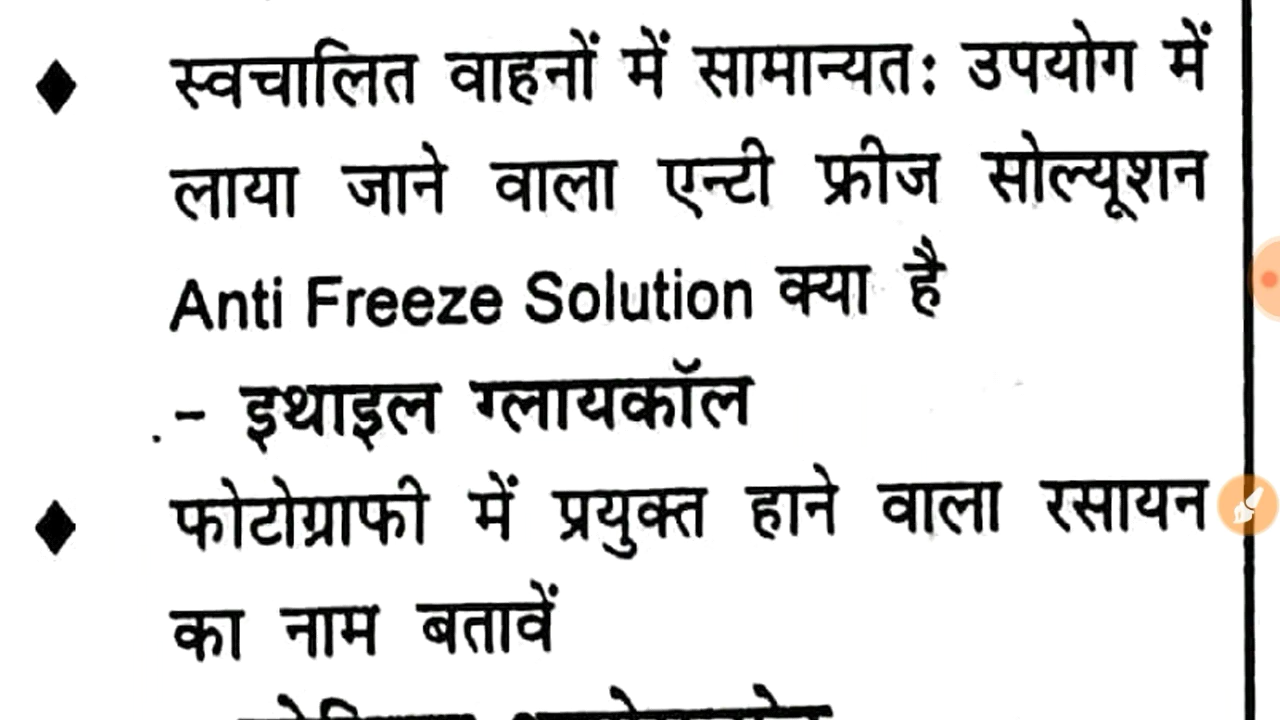 ♦ स्वचालित वाहनों में सामान्यत: उपयोग में
लाया जाने वाला एन्टी फ्रीज सोल्यूशन
Anti Freeze Solution क्या है
– इथाइल ग्लायकॉल
♦ फोटोग्राफी में प्रयुक्त हाने वाला रसायन
का नाम बतावें